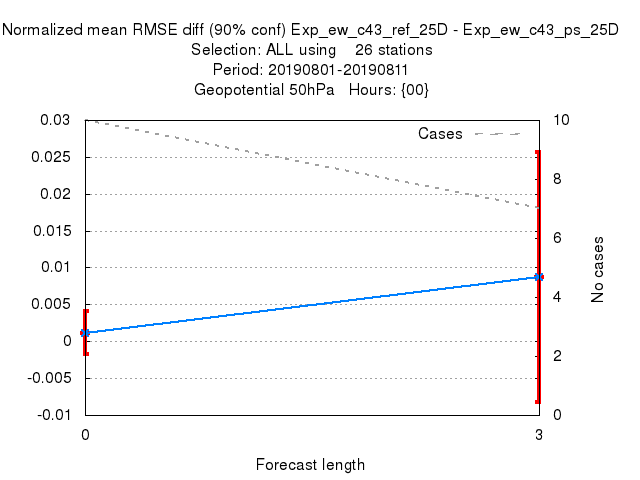 Normalized mean RMSE diff (90% conf) Exp_ew_c43_ref_25D - Exp_ew_c43_ps_25D
Selection: ALL using 26 stations
Period: 20190801-20190811
Geopotential 50hPa Hours: {00}
Cases
0.03
0.025
0.02
0.015
0.01
0.005
0
-0.005
-0.01
10
8
6
4
2
0
No cases
0 3
Forecast length